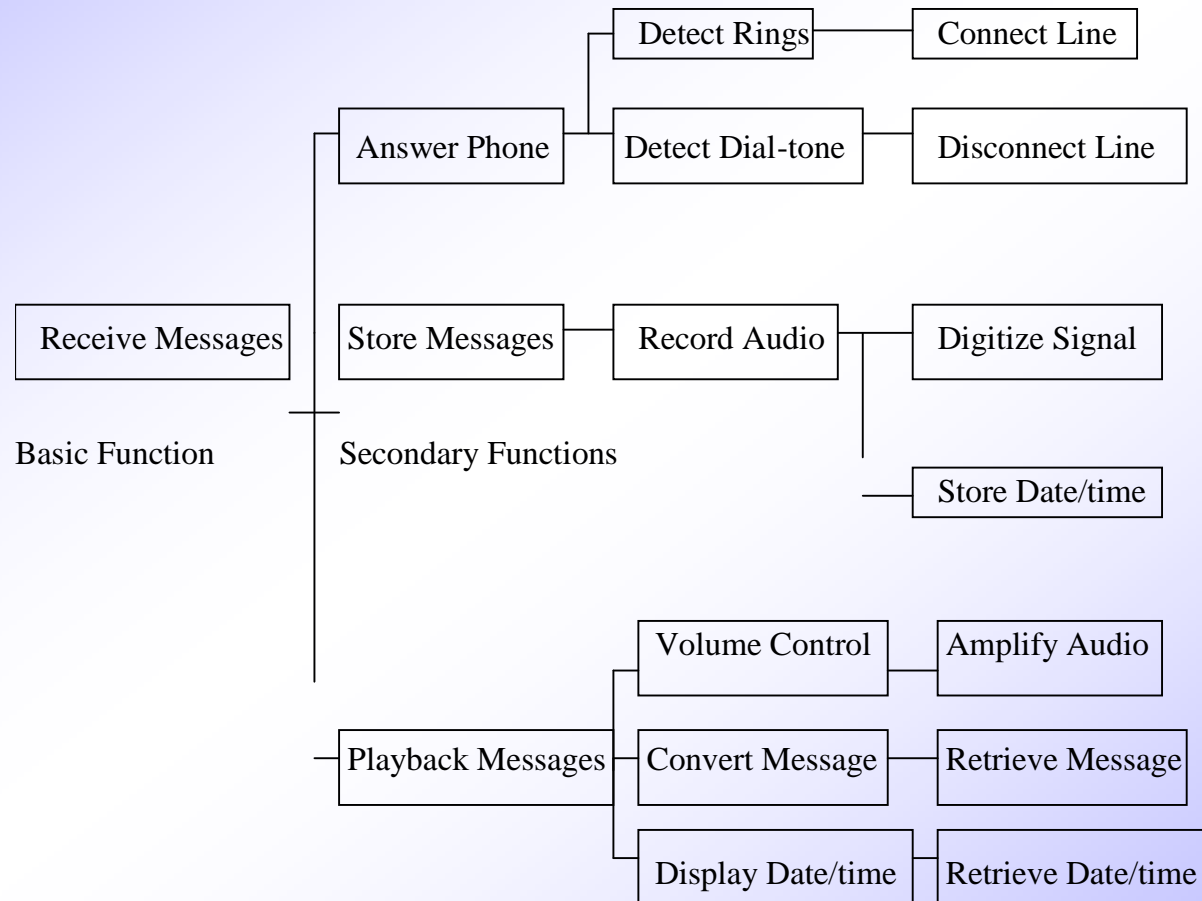 Detect Rings
Connect Line
Answer Phone
Detect Dial-tone
Disconnect Line
Receive Messages
Store Messages
Record Audio
Digitize Signal
Basic Function
Secondary Functions
Store Date/time
Volume Control
Amplify Audio
Playback Messages
Convert Message
Retrieve Message
Display Date/time
Retrieve Date/time